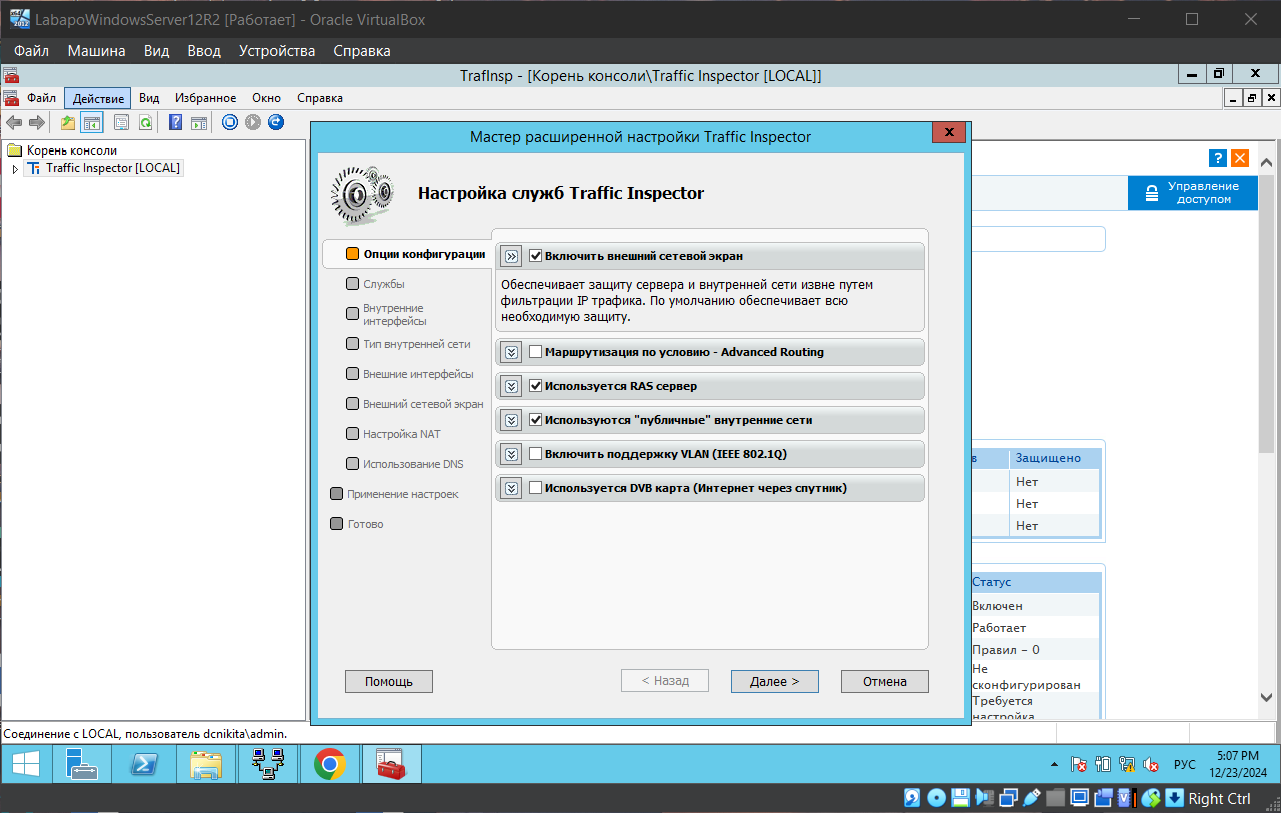 LabapoWindowsServer12R2 [Работает] - Oracle VirtualBox
Файл Машина Вид Ввод Устройства Справка
TrafInsp - [Корень консоли\Traffic Inspector [LOCAL]]
Файл Действие Вид Избранное Окно Справка
Корень консоли
Traffic Inspector [LOCAL]
Мастер расширенной настройки Traffic Inspector
Настройка служб Traffic Inspector
Опции конфигурации
Службы
Внутренние
интерфейсы
Тип внутренней сети
Внешние интерфейсы
Внешний сетевой экран
Настройка NAT
Использование DNS
Применение настроек
Готово
Включить внешний сетевой экран
Обеспечивает защиту сервера и внутренней сети извне путем
фильтрации IP трафика. По умолчанию обеспечивает всю
необходимую защиту.
Маршрутизация по условию - Advanced Routing
Используется RAS сервер
Используются "публичные" внутренние сети
Включить поддержку VLAN (IEEE 802.1Q)
Используется DVB карта (Интернет через спутник)
Помощь
< Назад
Далее >
Отмена
Управление
доступом
Защищено
Нет
Нет
Нет
Статус
Включен
Работает
Правил - 0
Не
сконфигурирован
Требуется
настройка
Соединение с LOCAL, пользователь dcnikita\admin.
РУС
5:07 PM
12/23/2024
Right Ctrl